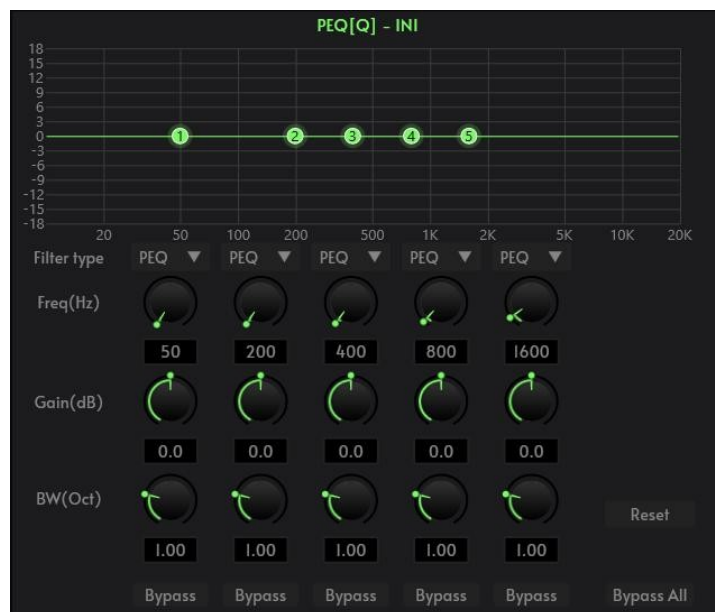 PEQ[Q] - INI
18
15
12
9
6
3
0
-3
-6
-9
-12
-15
-18
1 2 3 4 5
20 50 100 200 500 1K 2K 5K 10K 20K
Filter type PEQ PEQ PEQ PEQ PEQ
Freq(Hz)
50 200 400 800 1600
Gain(dB)
0.0 0.0 0.0 0.0 0.0
BW(Oct)
Reset
1.00 1.00 1.00 1.00 1.00
Bypass Bypass Bypass Bypass Bypass Bypass All